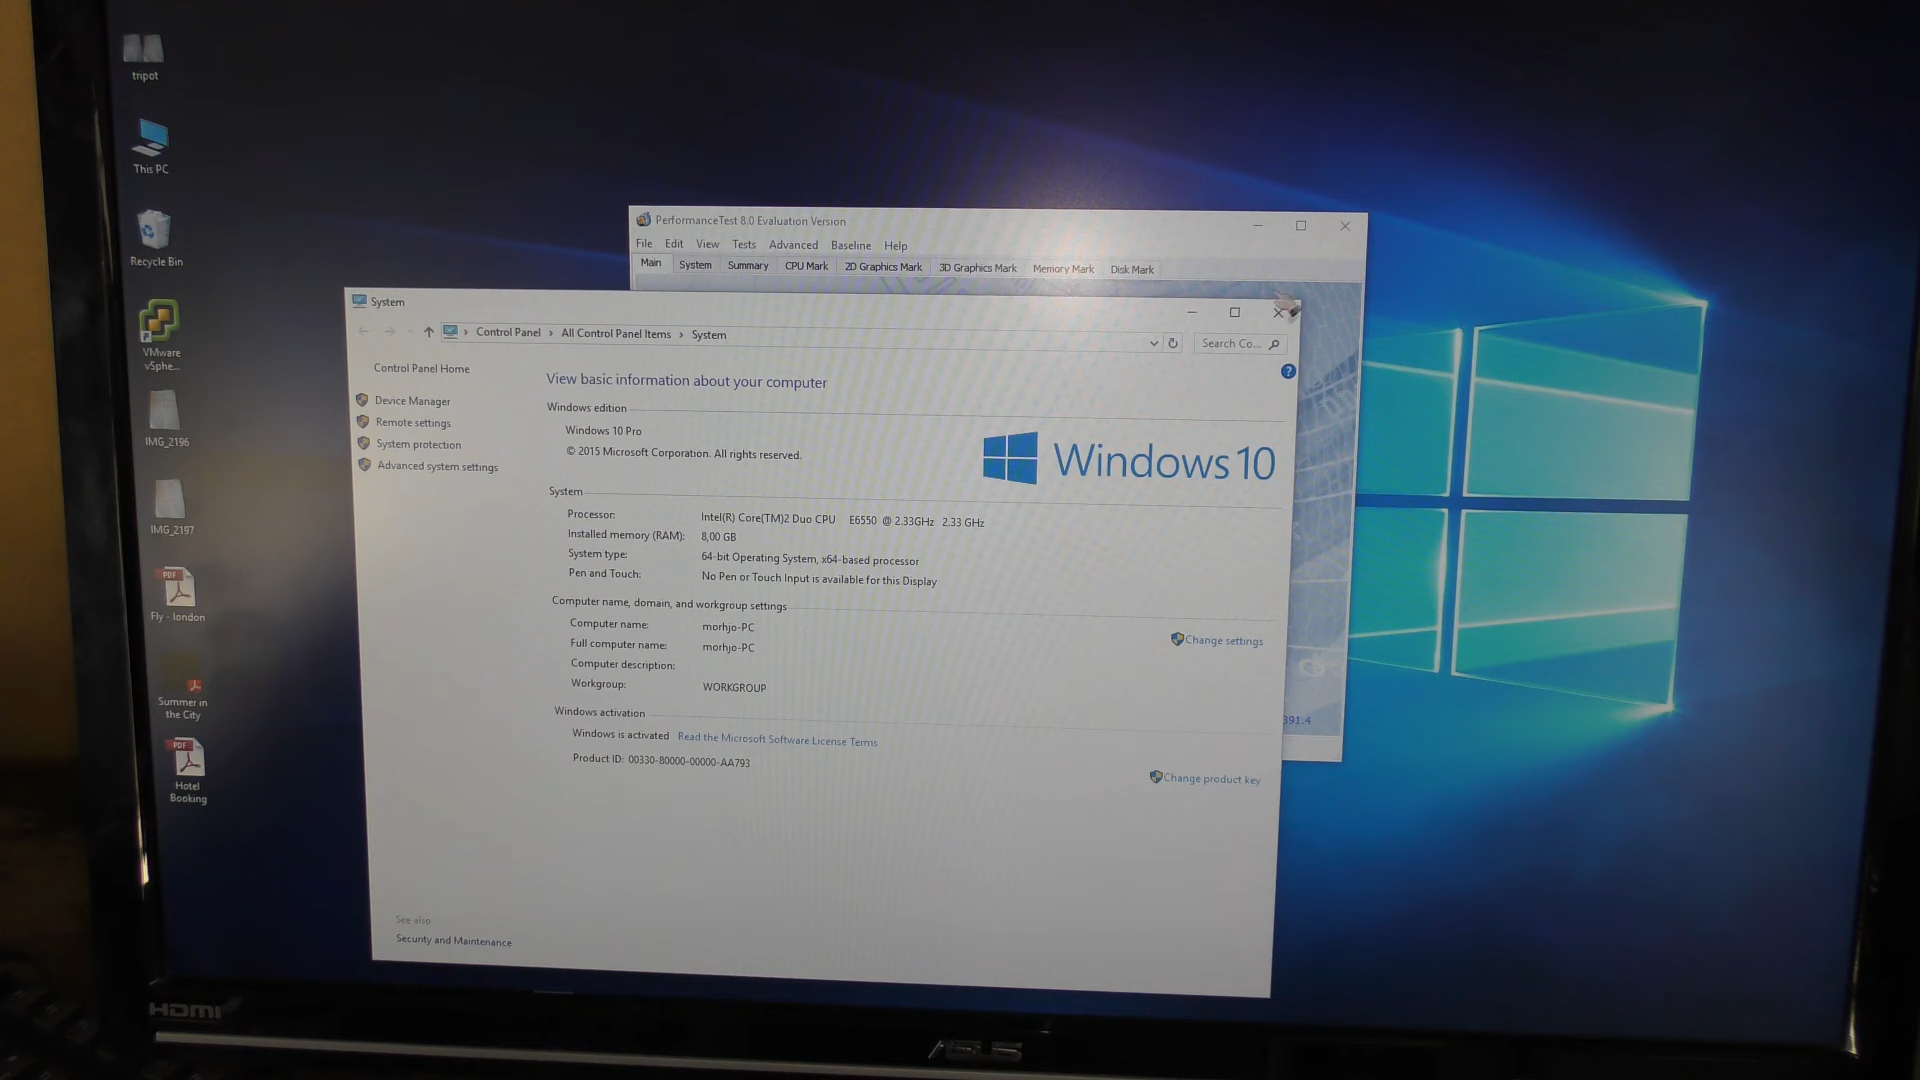 tripot
This PC
Recycle Bin
VMware
vSphe...
IMG_2196
IMG_2197
PDF
Fly - london
Summer in
the City
PDF
Hotel
Booking
PerformanceTest 8.0 Evaluation Version
File Edit View Tests Advanced Baseline Help
Main System Summary CPU Mark 2D Graphics Mark 3D Graphics Mark Memory Mark Disk Mark
System
Control Panel › All Control Panel Items › System
Search Co...
Control Panel Home
Device Manager
Remote settings
System protection
Advanced system settings
View basic information about your computer
Windows edition
Windows 10 Pro
© 2015 Microsoft Corporation. All rights reserved.
Windows 10
System
Processor: Intel(R) Core(TM)2 Duo CPU E6550 @ 2.33GHz 2.33 GHz
Installed memory (RAM): 8,00 GB
System type: 64-bit Operating System, x64-based processor
Pen and Touch: No Pen or Touch Input is available for this Display
Computer name, domain, and workgroup settings
Computer name: morhjo-PC
Change settings
Full computer name: morhjo-PC
Computer description:
Workgroup: WORKGROUP
Windows activation
391.4
Windows is activated Read the Microsoft Software License Terms
Product ID: 00330-80000-00000-AA793
Change product key
See also
Security and Maintenance
HDMI
ASUS